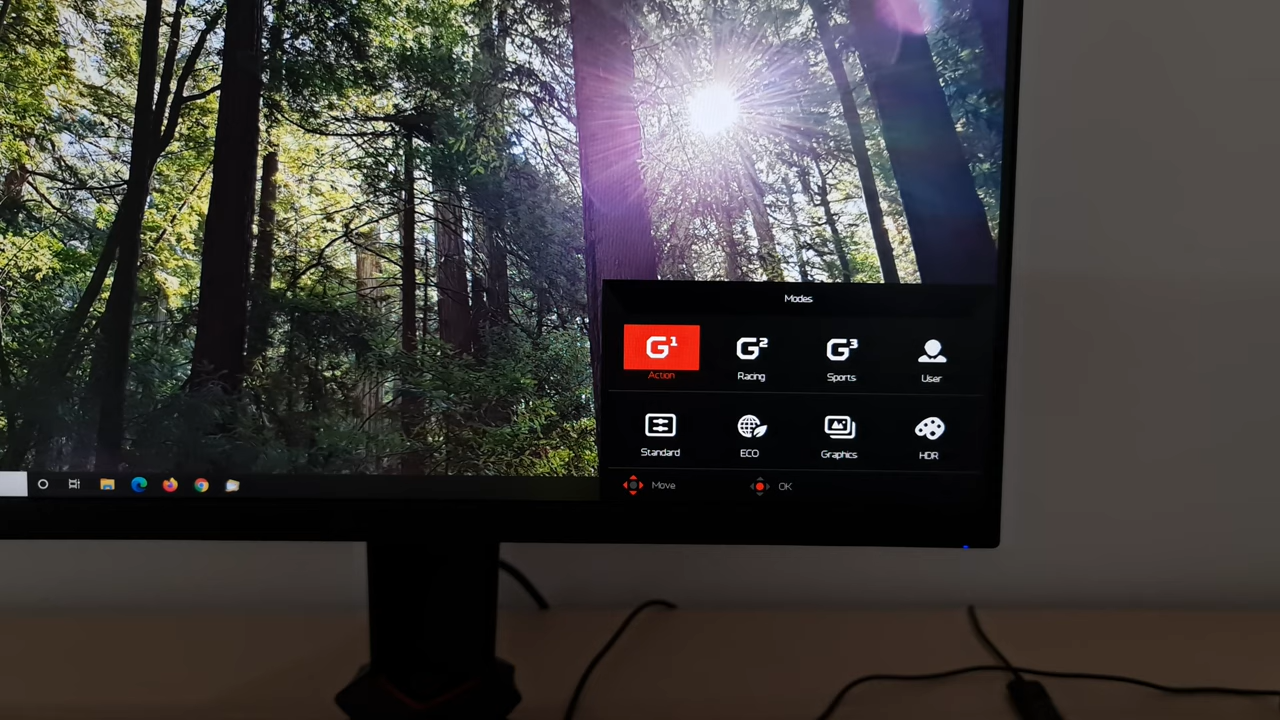 Modes
G¹ G² G³
Action Racing Sports User
Standard ECO Graphics HDR
Move OK